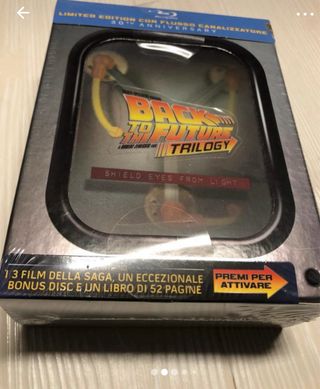 LIMITED EDITION CON FLUSSO CANALIZZATORE
30TH ANNIVERSARY
BACK
TO THE
FUTURE
TRILOGY
SHIELD EYES FROM LIGHT
I 3 FILM DELLA SAGA, UN ECCEZIONALE
BONUS DISC E UN LIBRO DI 52 PAGINE
PREMI PER
ATTIVARE